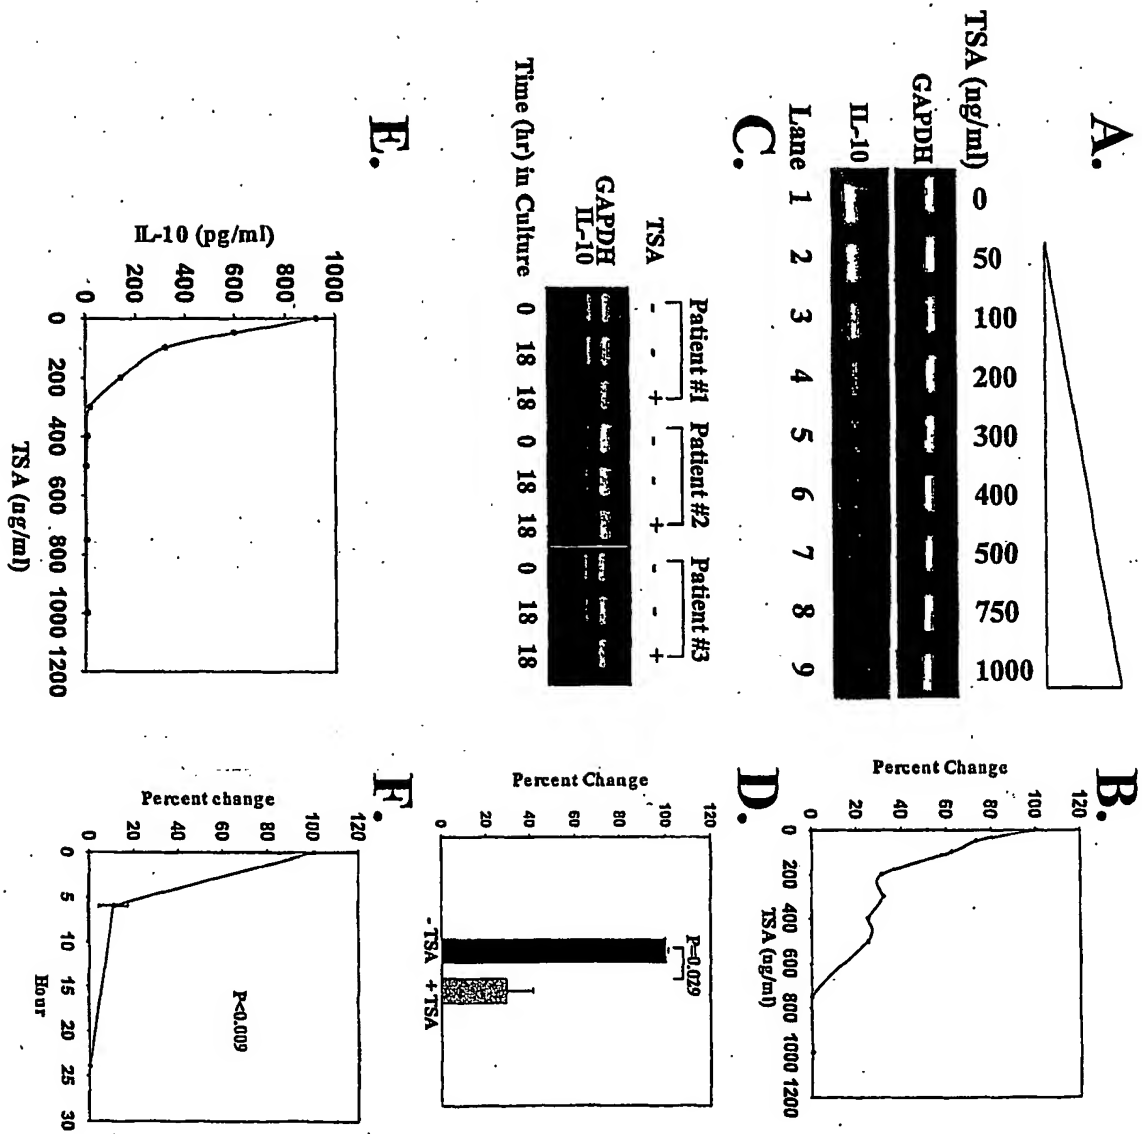 A.
TSA (ng/ml) 0 50 100 200 300 400 500 750 1000
GAPDH
IL-10
Lane 1 2 3 4 5 6 7 8 9
B.
Percent Change
120
100
80
60
40
20
0
0 200 400 600 800 1000 1200
TSA (ng/ml)
C.
Patient #1 Patient #2 Patient #3
TSA - - + - - + - - +
GAPDH
IL-10
Time (hr) in Culture 0 18 18 0 18 18 0 18 18
D.
Percent Change
120
100
80
60
40
20
0
P=0.029
- TSA + TSA
E.
IL-10 (pg/ml)
1000
800
600
400
200
0
0 200 400 600 800 1000 1200
TSA (ng/ml)
F.
Percent change
120
100
80
60
40
20
0
P<0.009
0 5 10 15 20 25 30
Hour